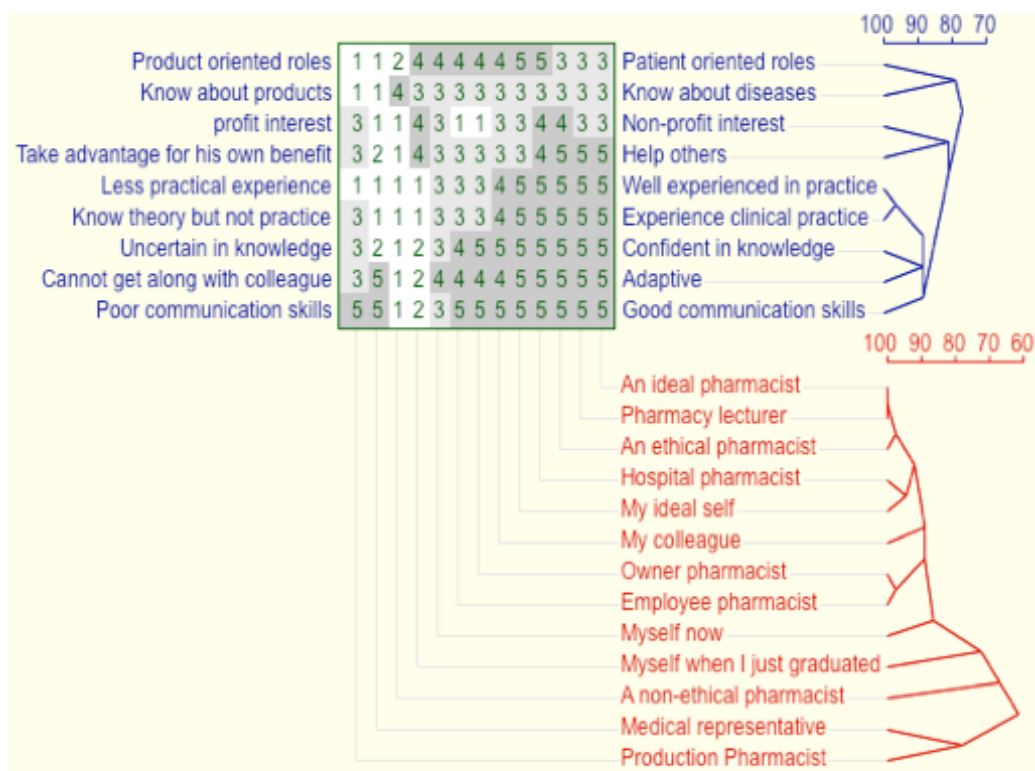 100 90 80 70
Product oriented roles 1 1 2 4 4 4 4 4 5 5 3 3 3 Patient oriented roles
Know about products 1 1 4 3 3 3 3 3 3 3 3 3 3 Know about diseases
profit interest 3 1 1 4 3 1 1 3 3 4 4 3 3 Non-profit interest
Take advantage for his own benefit 3 2 1 4 3 3 3 3 3 4 5 5 5 Help others
Less practical experience 1 1 1 1 3 3 3 4 5 5 5 5 5 Well experienced in practice
Know theory but not practice 3 1 1 1 3 3 3 4 5 5 5 5 5 Experience clinical practice
Uncertain in knowledge 3 2 1 2 3 4 5 5 5 5 5 5 5 Confident in knowledge
Cannot get along with colleague 3 5 1 2 4 4 4 4 5 5 5 5 5 Adaptive
Poor communication skills 5 5 1 2 3 5 5 5 5 5 5 5 5 Good communication skills
100 90 80 70 60
An ideal pharmacist
Pharmacy lecturer
An ethical pharmacist
Hospital pharmacist
My ideal self
My colleague
Owner pharmacist
Employee pharmacist
Myself now
Myself when I just graduated
A non-ethical pharmacist
Medical representative
Production Pharmacist